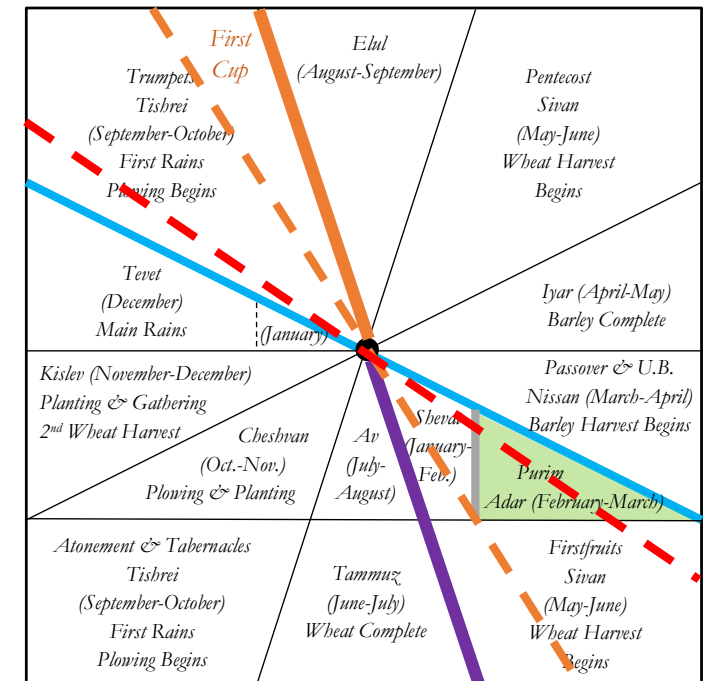 First
Cup
Elul
(August-September)
Trumpets
Tishrei
(September-October)
First Rains
Plowing Begins
Pentecost
Sivan
(May-June)
Wheat Harvest
Begins
Tevet
(December)
Main Rains
(January)
Iyar (April-May)
Barley Complete
Kislev (November-December)
Planting & Gathering
2nd Wheat Harvest
Cheshvan
(Oct.-Nov.)
Plowing & Planting
Av
(July-
August)
Shevat
(January-
Feb.)
Passover & U.B.
Nissan (March-April)
Barley Harvest Begins
Purim
Adar (February-March)
Atonement & Tabernacles
Tishrei
(September-October)
First Rains
Plowing Begins
Tammuz
(June-July)
Wheat Complete
Firstfruits
Sivan
(May-June)
Wheat Harvest
Begins